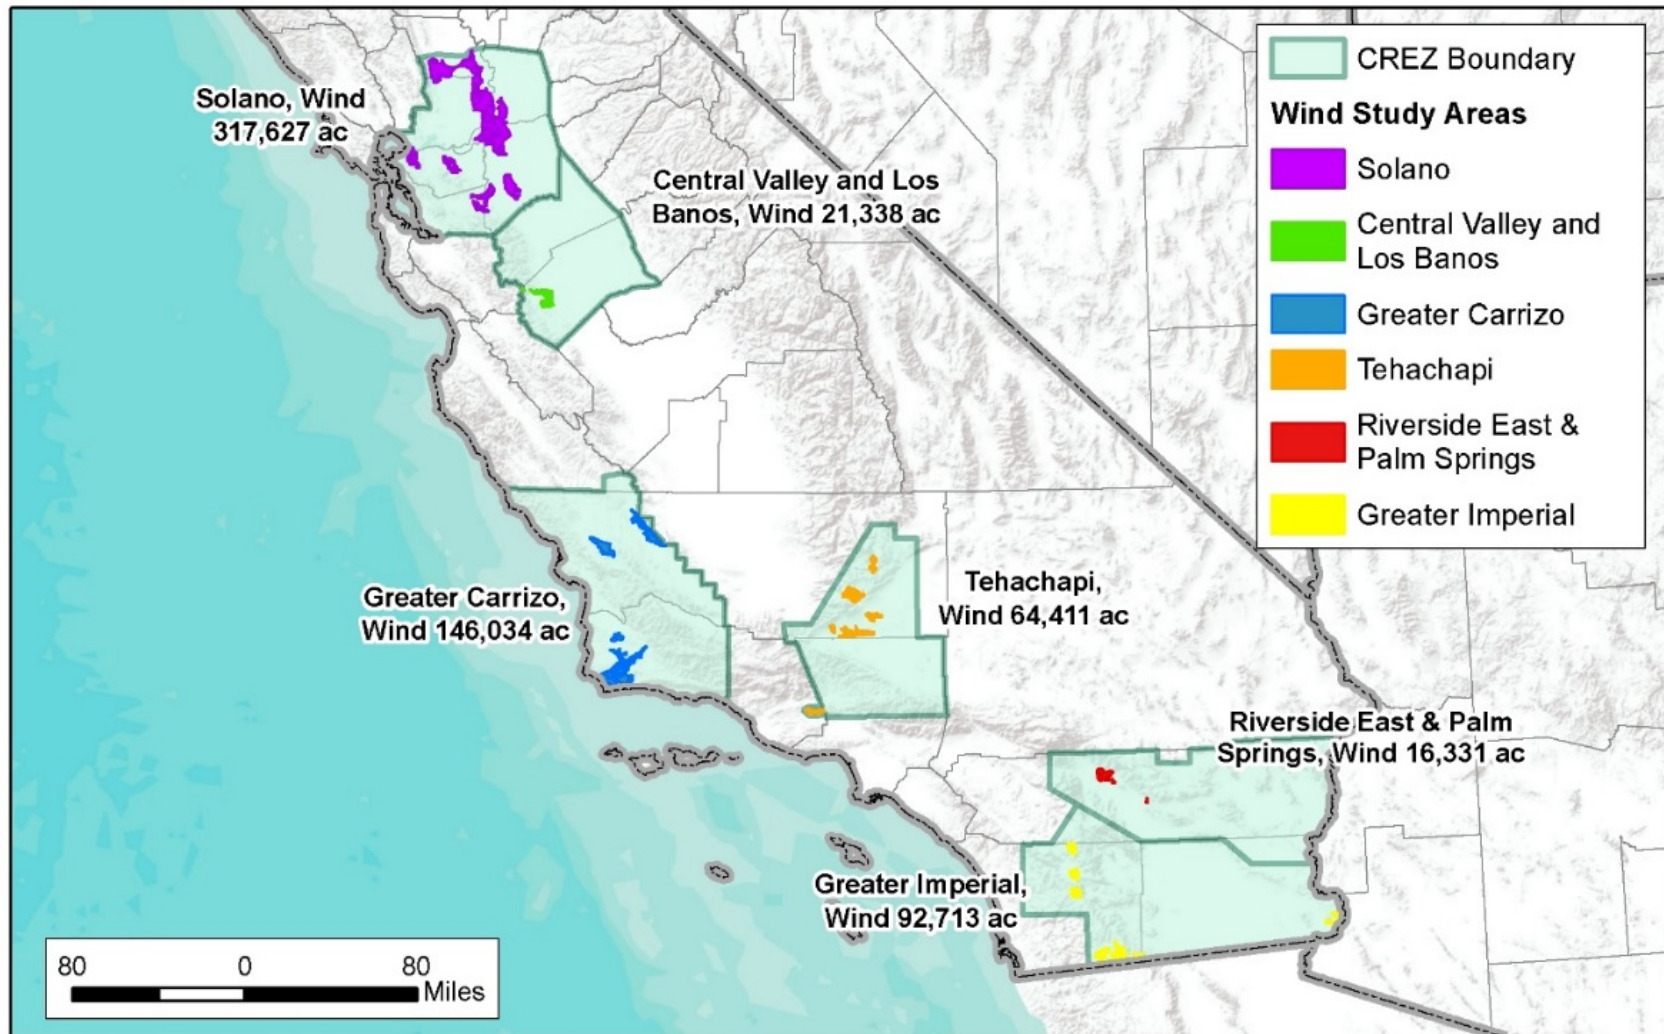 CREZ Boundary
Wind Study Areas
Solano
Central Valley and
Los Banos
Greater Carrizo
Tehachapi
Riverside East &
Palm Springs
Greater Imperial
Solano, Wind
317,627 ac
Central Valley and Los
Banos, Wind 21,338 ac
Greater Carrizo,
Wind 146,034 ac
Tehachapi,
Wind 64,411 ac
Riverside East & Palm
Springs, Wind 16,331 ac
Greater Imperial,
Wind 92,713 ac
80 0 80
Miles